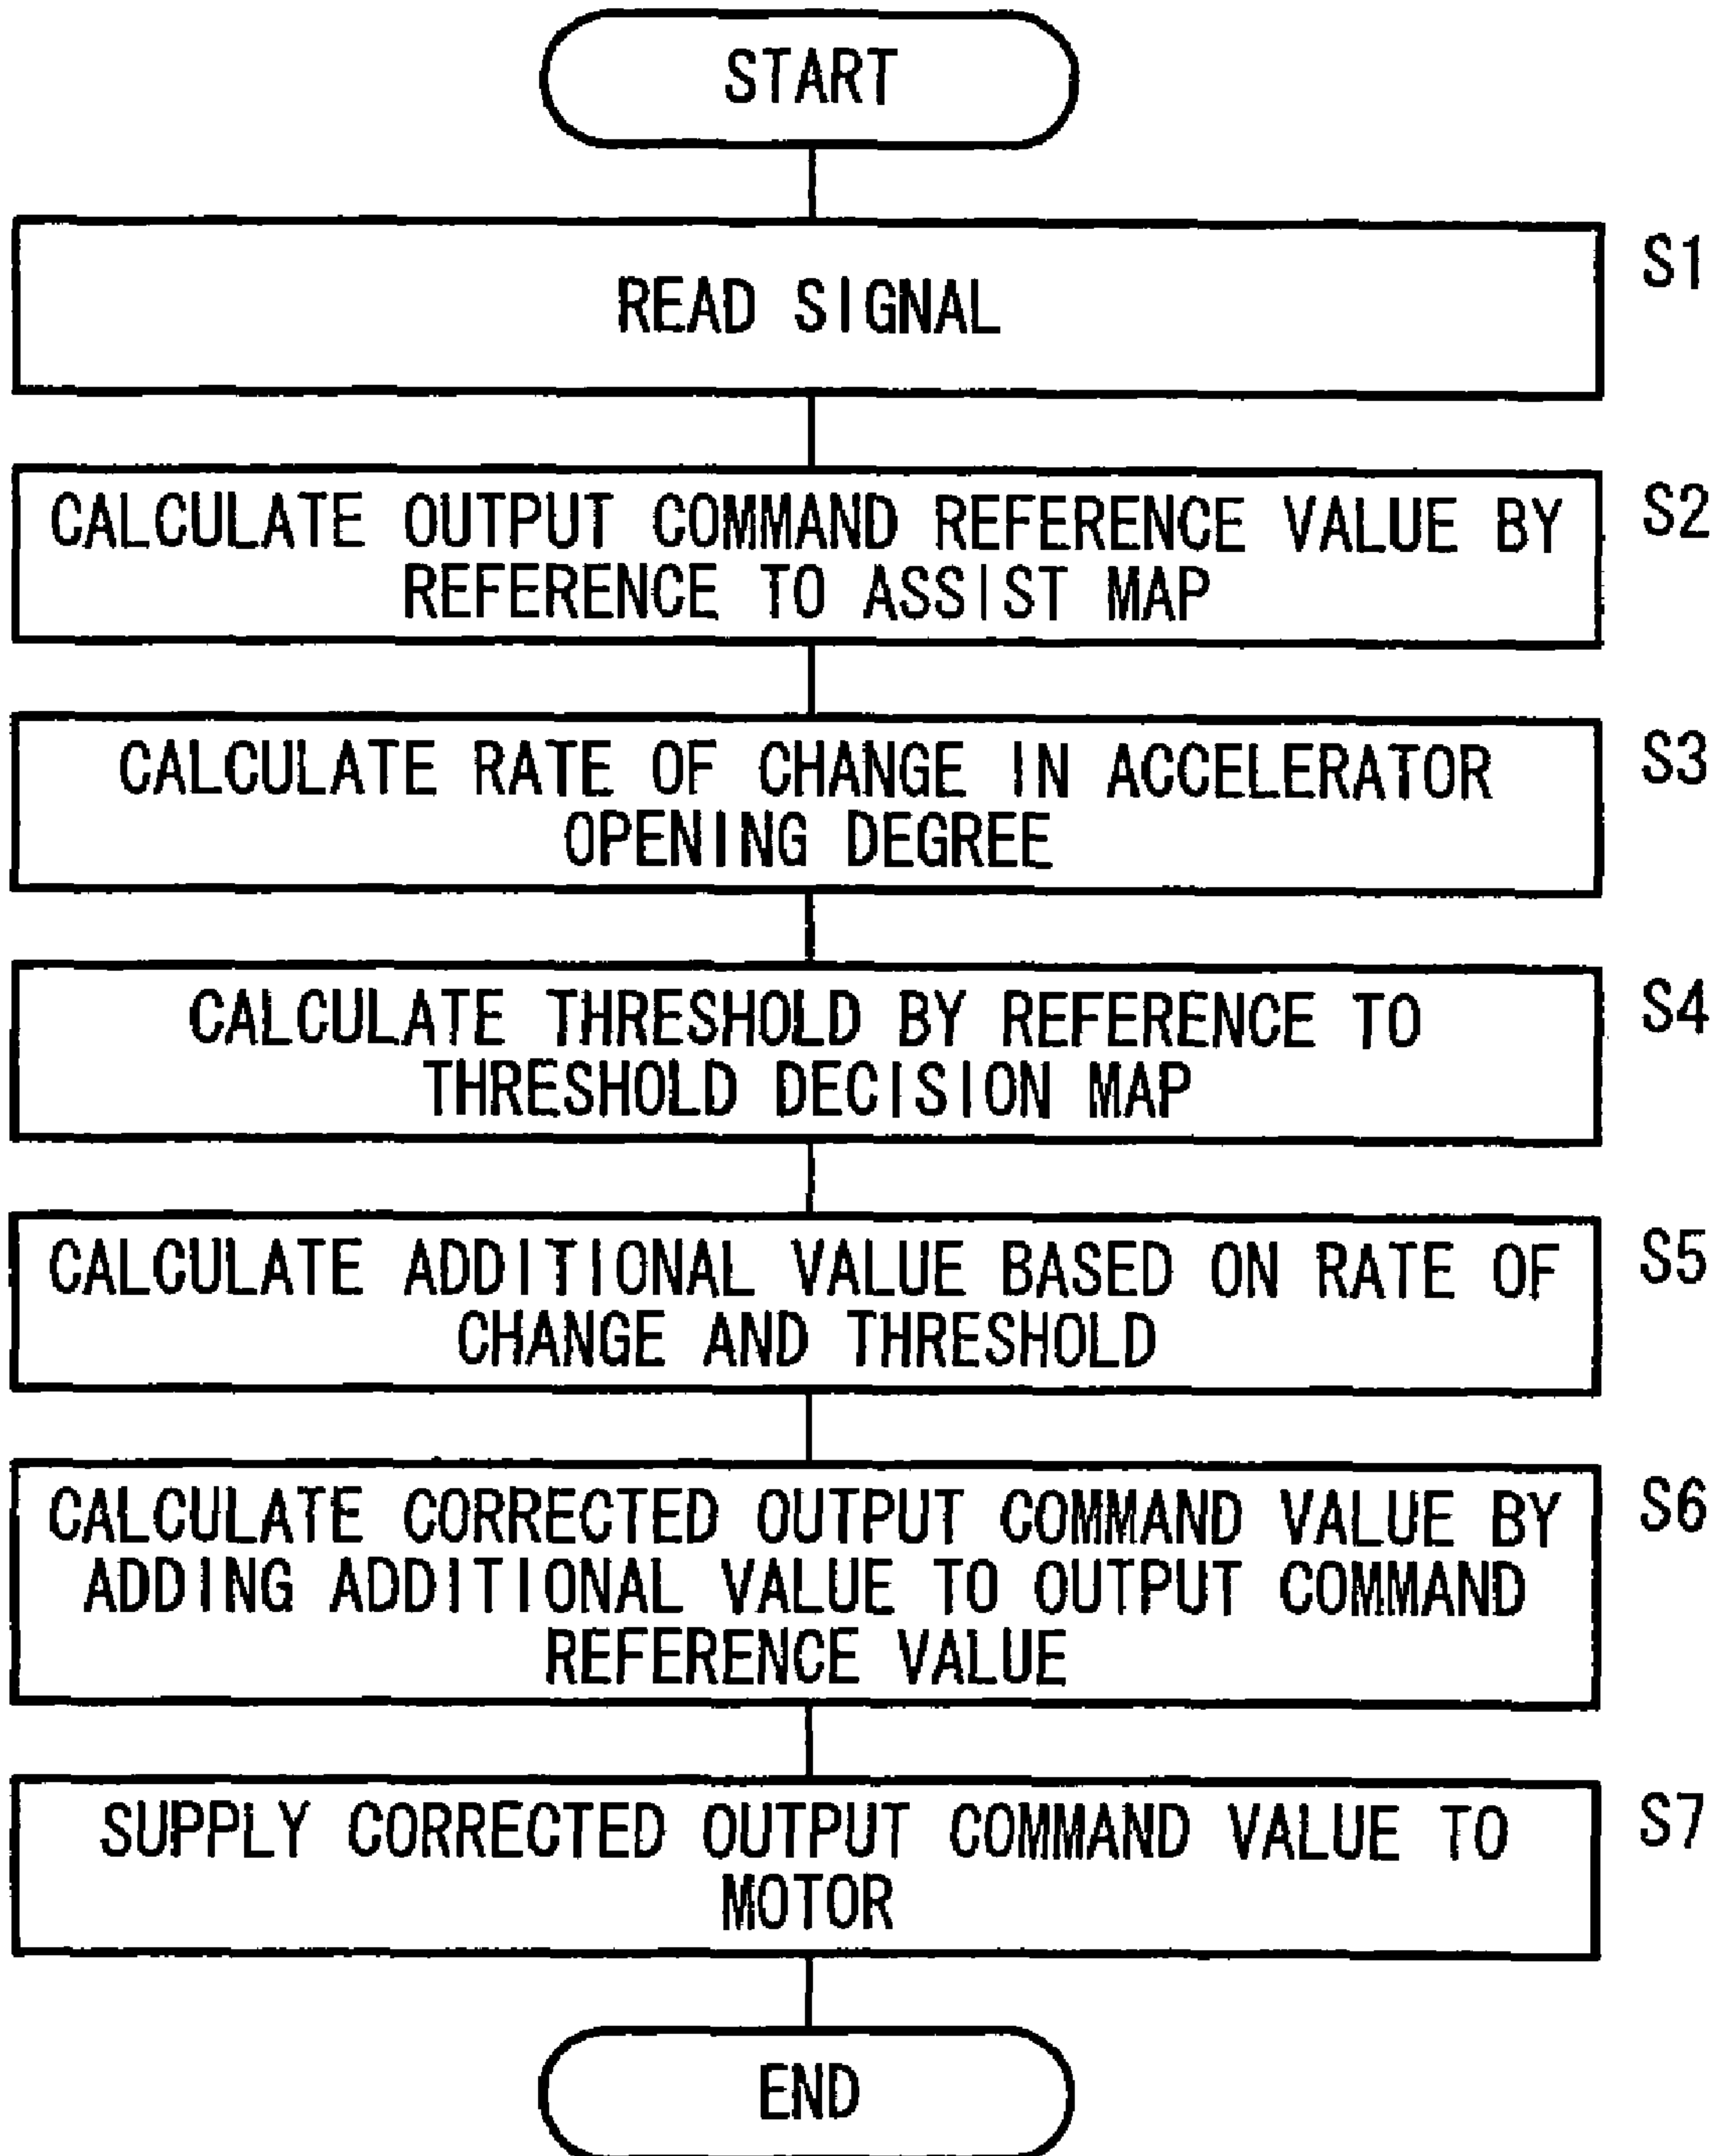 START
READ SIGNAL
S1
CALCULATE OUTPUT COMMAND REFERENCE VALUE BY
REFERENCE TO ASSIST MAP
S2
CALCULATE RATE OF CHANGE IN ACCELERATOR
OPENING DEGREE
S3
CALCULATE THRESHOLD BY REFERENCE TO
THRESHOLD DECISION MAP
S4
CALCULATE ADDITIONAL VALUE BASED ON RATE OF
CHANGE AND THRESHOLD
S5
CALCULATE CORRECTED OUTPUT COMMAND VALUE BY
ADDING ADDITIONAL VALUE TO OUTPUT COMMAND
REFERENCE VALUE
S6
SUPPLY CORRECTED OUTPUT COMMAND VALUE TO
MOTOR
S7
END